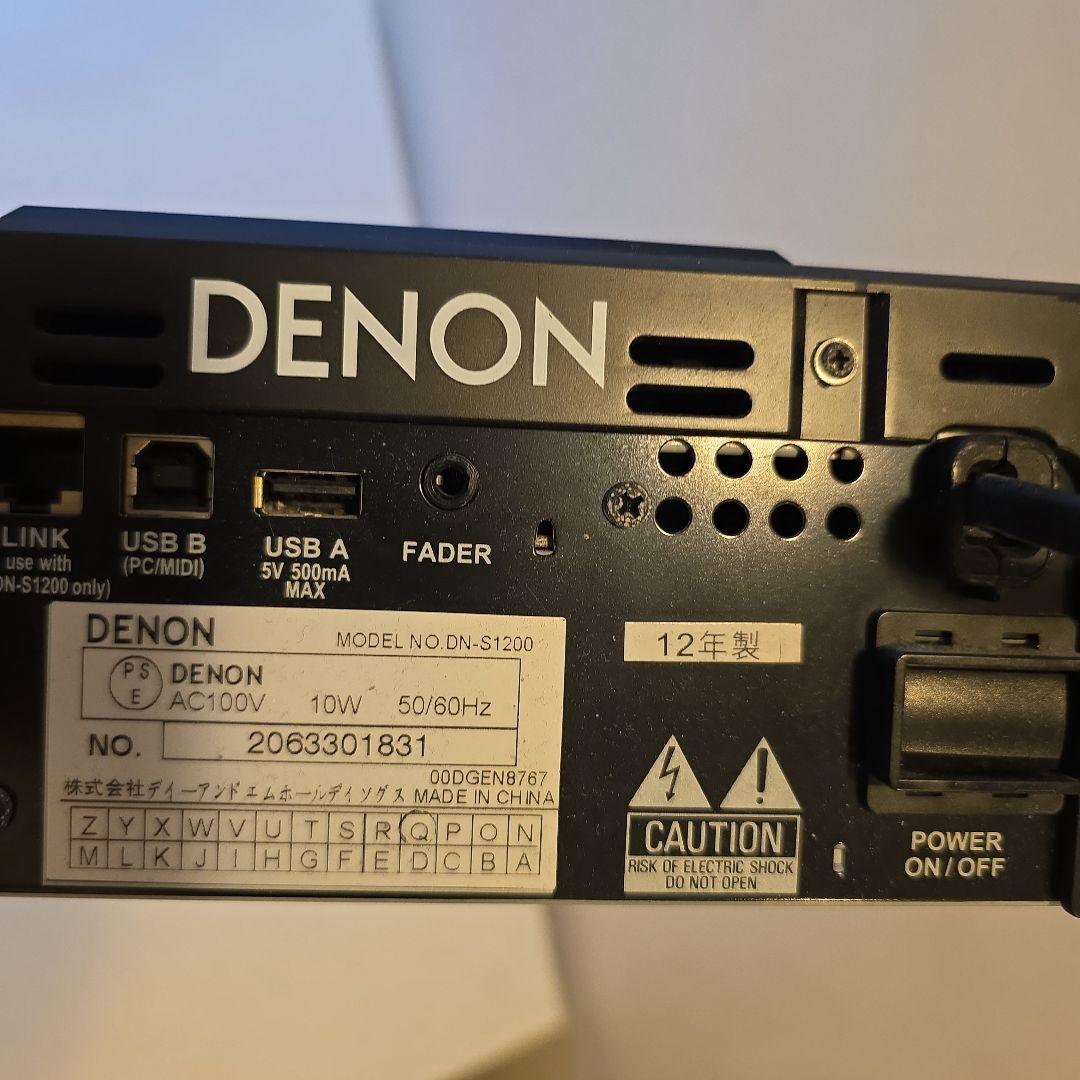 DENON
LINK
use with
DN-S1200 only)
USB B
(PC/MIDI)
USB A
5V 500mA
MAX
FADER
DENON
MODEL NO.DN-S1200
PS
E
DENON
AC100V 10W 50/60Hz
NO. 2063301831
00DGEN8767
株式会社デイーアンドエムホールディングス MADE IN CHINA
Z Y X W V U T S R Q P O N
M L K J I H G F E D C B A
12年製
CAUTION
RISK OF ELECTRIC SHOCK
DO NOT OPEN
POWER
ON/OFF